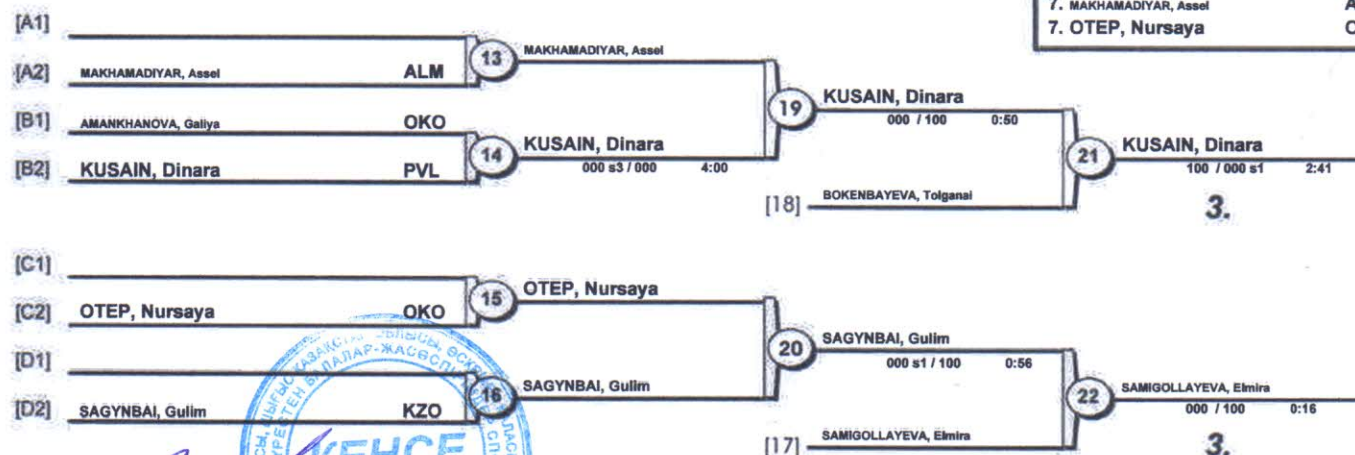 7. MAKHAMADIYAR, Assel A
7. OTEP, Nursaya O
[A1]
[A2] MAKHAMADIYAR, Assel ALM
13 MAKHAMADIYAR, Assel
[B1] AMANKHANOVA, Galiya OKO
[B2] KUSAIN, Dinara PVL
14 KUSAIN, Dinara
000 s3 / 000 4:00
19 KUSAIN, Dinara
000 / 100 0:50
[18] BOKENBAYEVA, Tolganai
21 KUSAIN, Dinara
100 / 000 s1 2:41
3.
[C1]
[C2] OTEP, Nursaya OKO
15 OTEP, Nursaya
[D1]
[D2] SAGYNBAI, Gulim KZO
16 SAGYNBAI, Gulim
20 SAGYNBAI, Gulim
000 s1 / 100 0:56
[17] SAMIGOLLAYEVA, Elmira
22 SAMIGOLLAYEVA, Elmira
000 / 100 0:16
3.
КЕҢСЕ